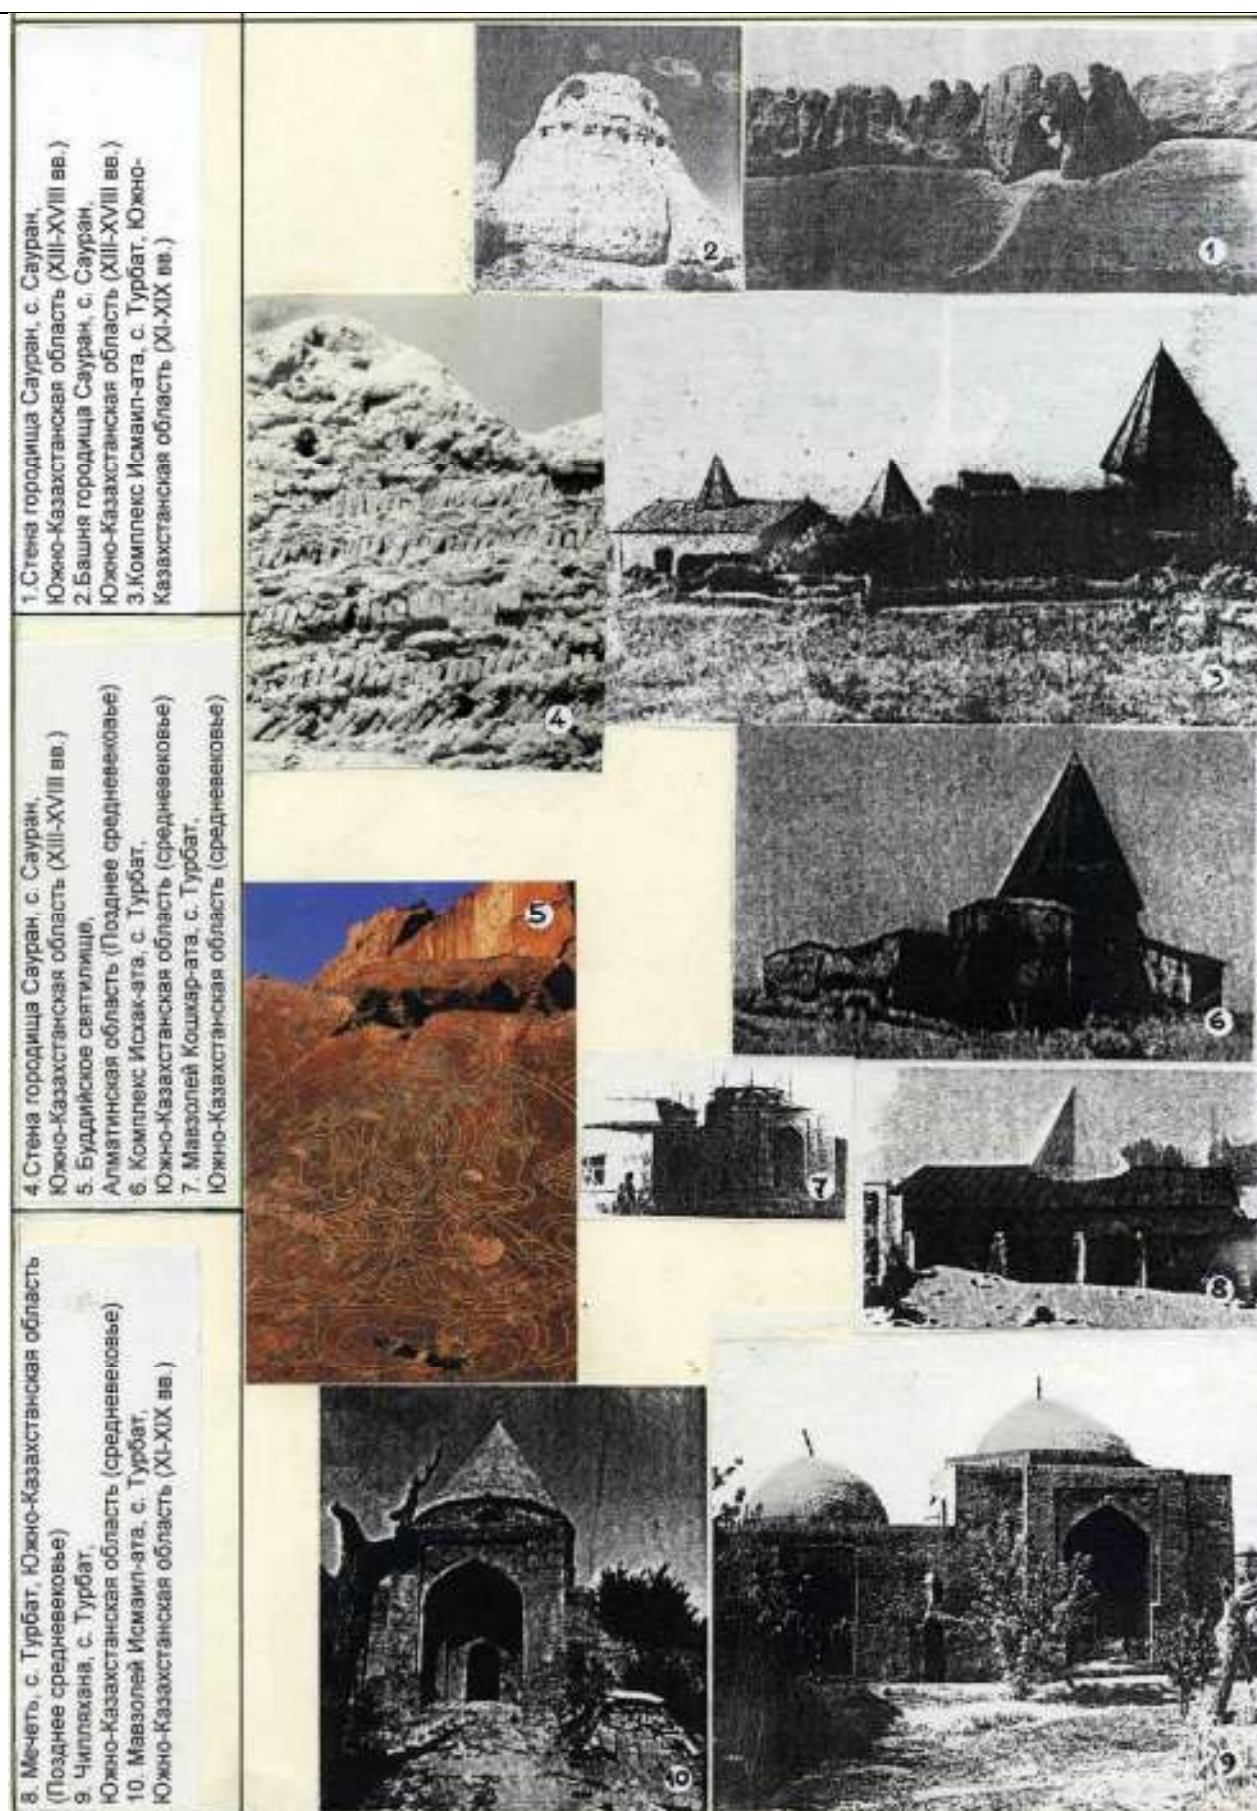 1.Стена городища Сауран, с. Сауран,
Южно-Казахстанская область (XIII-XVIII вв.)
2.Башня городища Сауран, с. Сауран,
Южно-Казахстанская область (XIII-XVIII вв.)
3.Комплекс Исмаил-ата, с. Турбат, Южно-
Казахстанская область (XI-XIX вв.)
4.Стена городища Сауран, с. Сауран,
Южно-Казахстанская область (XIII-XVIII вв.)
5. Буддийское святилище,
Алматинская область (Позднее средневековье)
6. Комплекс Исхак-ата, с. Турбат,
Южно-Казахстанская область (средневековье)
7. Мавзолей Кошкар-ата, с. Турбат,
Южно-Казахстанская область (средневековье)
8. Мечеть, с. Турбат, Южно-Казахстанская область
(Позднее средневековье)
9. Чилляхана, с. Турбат,
Южно-Казахстанская область (средневековье)
10. Мавзолей Исмаил-ата, с. Турбат,
Южно-Казахстанская область (XI-XIX вв.)
2
1
4
3
5
6
7
8
10
9